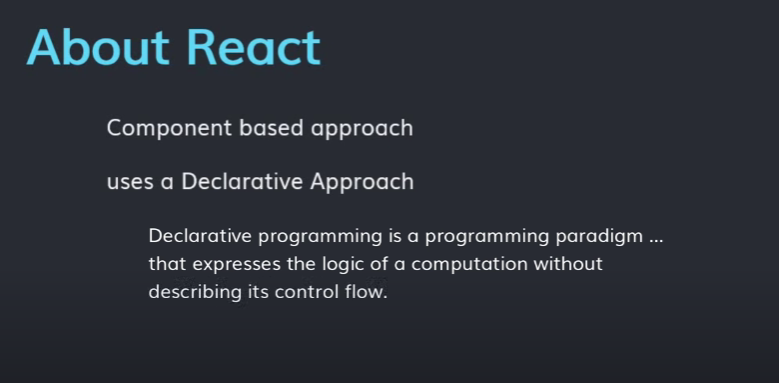 About React
Component based approach
uses a Declarative Approach
Declarative programming is a programming paradigm ...
that expresses the logic of a computation without
describing its control flow.